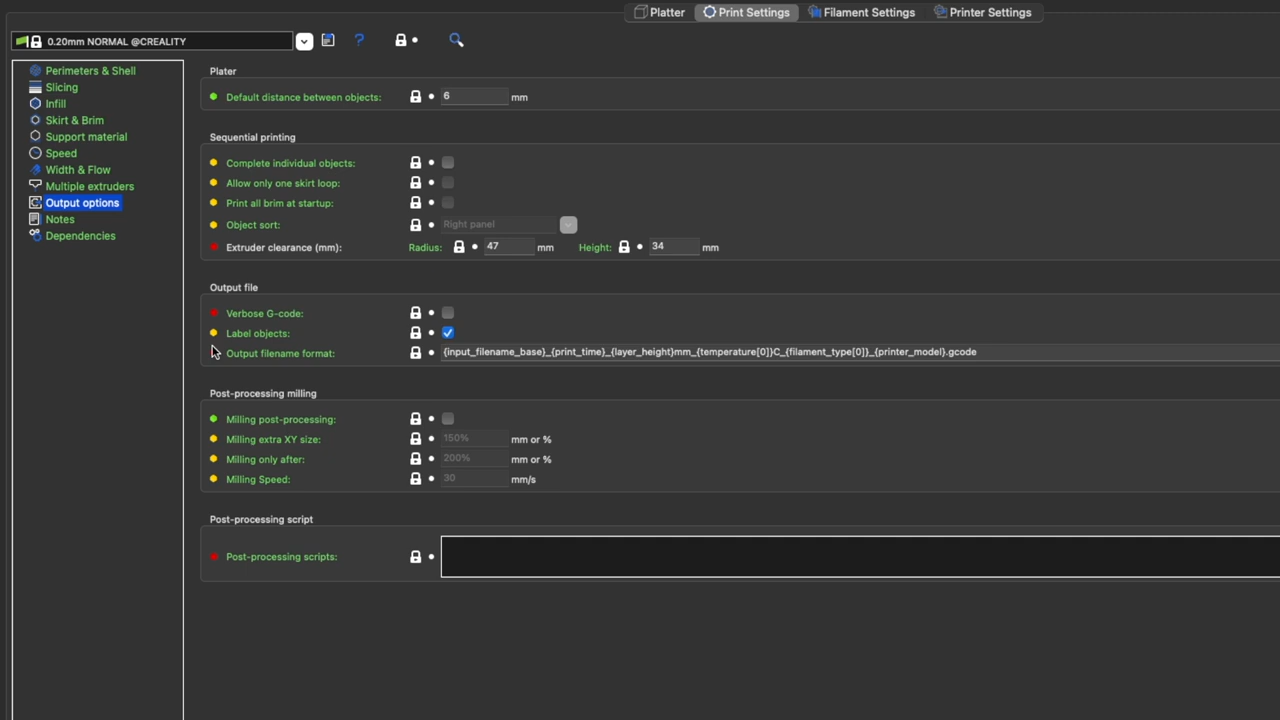 Platter Print Settings Filament Settings Printer Settings
0.20mm NORMAL @CREALITY ?
Perimeters & Shell
Slicing
Infill
Skirt & Brim
Support material
Speed
Width & Flow
Multiple extruders
Output options
Notes
Dependencies
Plater
Default distance between objects: 6 mm
Sequential printing
Complete individual objects:
Allow only one skirt loop:
Print all brim at startup:
Object sort: Right panel
Extruder clearance (mm): Radius: 47 mm Height: 34 mm
Output file
Verbose G-code:
Label objects:
Output filename format: {input_filename_base}_{print_time}_{layer_height}mm_{temperature[0]}C_{filament_type[0]}_{printer_model}.gcode
Post-processing milling
Milling post-processing:
Milling extra XY size: 150% mm or %
Milling only after: 200% mm or %
Milling Speed: 30 mm/s
Post-processing script
Post-processing scripts: